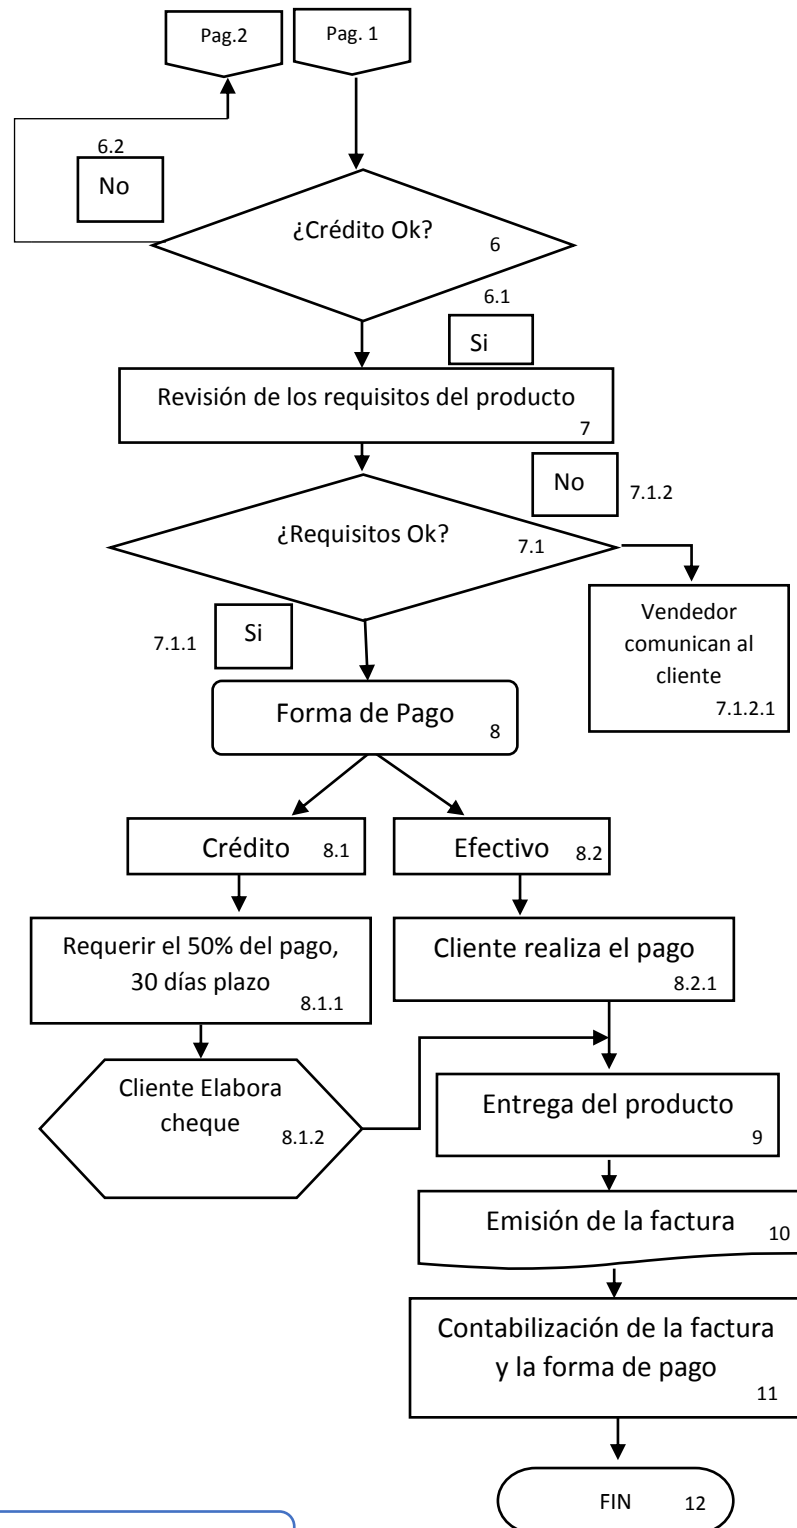 Pag.2
Pag. 1
6.2
No
¿Crédito Ok?
6
6.1
Si
Revisión de los requisitos del producto
7
No
7.1.2
¿Requisitos Ok?
7.1
7.1.1
Si
Vendedor
comunican al
cliente
7.1.2.1
Forma de Pago
8
Crédito
8.1
Efectivo
8.2
Requerir el 50% del pago,
30 días plazo
8.1.1
Cliente realiza el pago
8.2.1
Cliente Elabora
cheque
8.1.2
Entrega del producto
9
Emisión de la factura
10
Contabilización de la factura
y la forma de pago
11
FIN
12